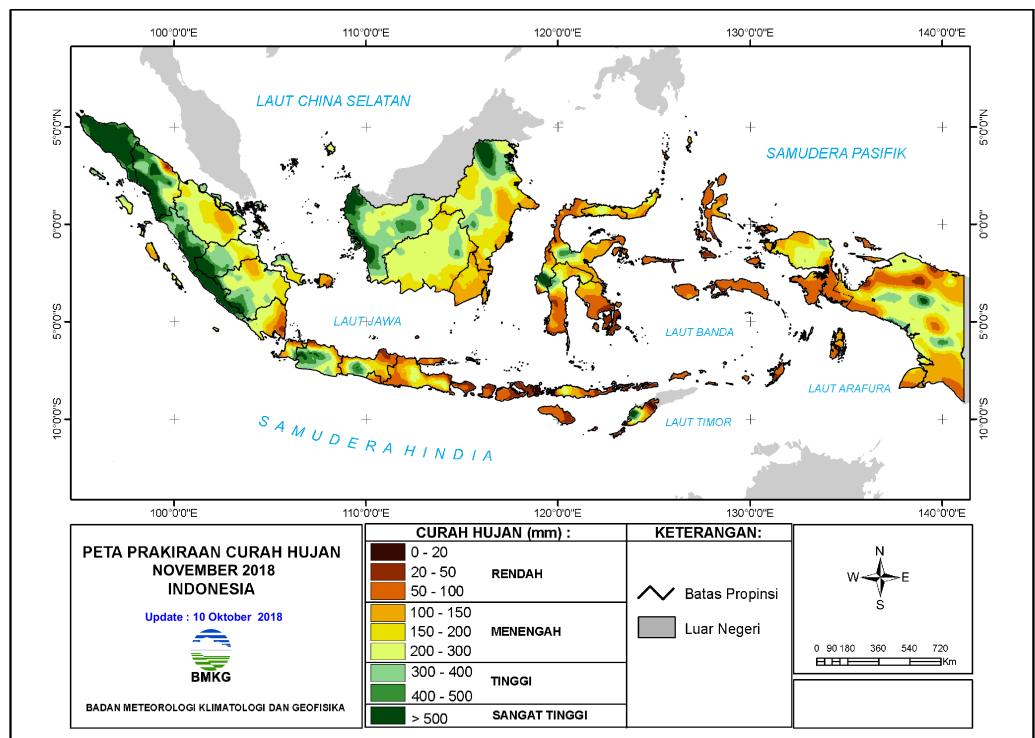 100°0'0"E 110°0'0"E 120°0'0"E 130°0'0"E 140°0'0"E
LAUT CHINA SELATAN
5°0'0"N 5°0'0"N
SAMUDERA PASIFIK
0°0'0" 0°0'0"
LAUT JAWA
LAUT BANDA
5°0'0"S 5°0'0"S
LAUT ARAFURA
LAUT TIMOR
10°0'0"S 10°0'0"S
SAMUDERA HINDIA
100°0'0"E 110°0'0"E 120°0'0"E 130°0'0"E 140°0'0"E
PETA PRAKIRAAN CURAH HUJAN
NOVEMBER 2018
INDONESIA
Update : 10 Oktober 2018
BMKG
BADAN METEOROLOGI KLIMATOLOGI DAN GEOFISIKA
CURAH HUJAN (mm) :
0 - 20
20 - 50
RENDAH
50 - 100
100 - 150
150 - 200
MENENGAH
200 - 300
300 - 400
TINGGI
400 - 500
> 500
SANGAT TINGGI
KETERANGAN:
Batas Propinsi
Luar Negeri
N
W E
S
0 90 180 360 540 720
Km